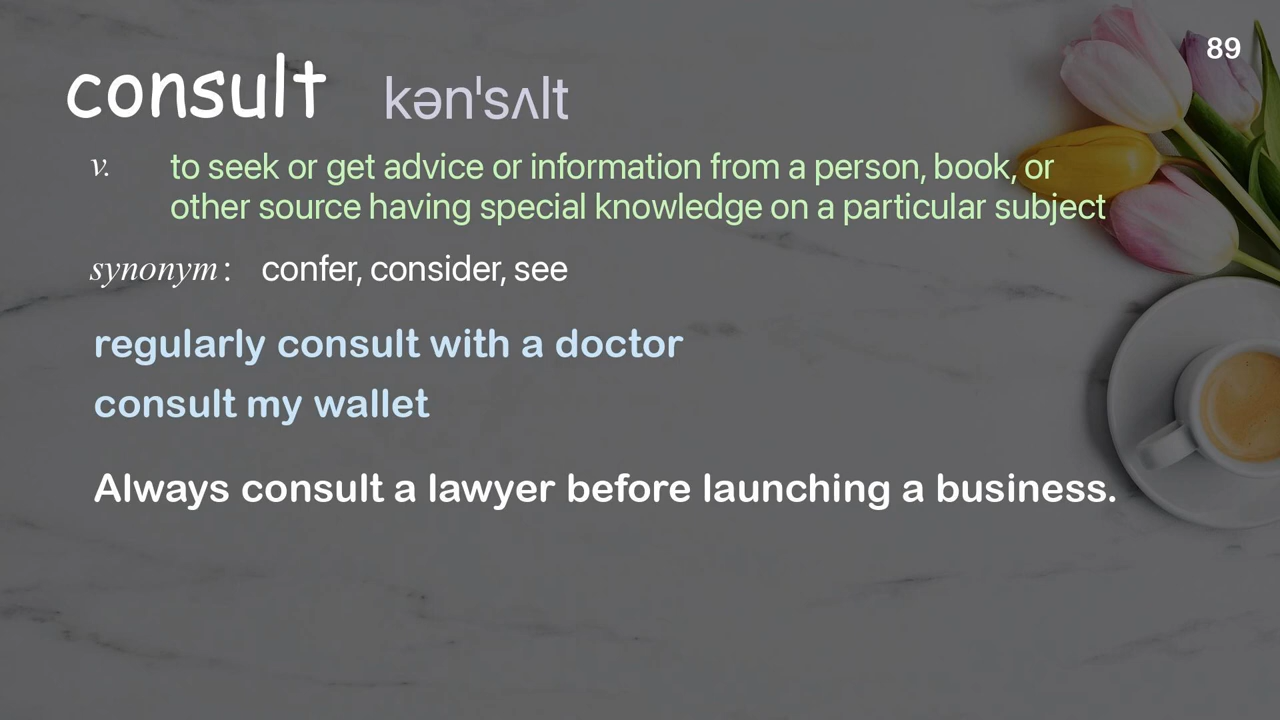 89
consult kən'sʌlt
v. to seek or get advice or information from a person, book, or
other source having special knowledge on a particular subject
synonym: confer, consider, see
regularly consult with a doctor
consult my wallet
Always consult a lawyer before launching a business.